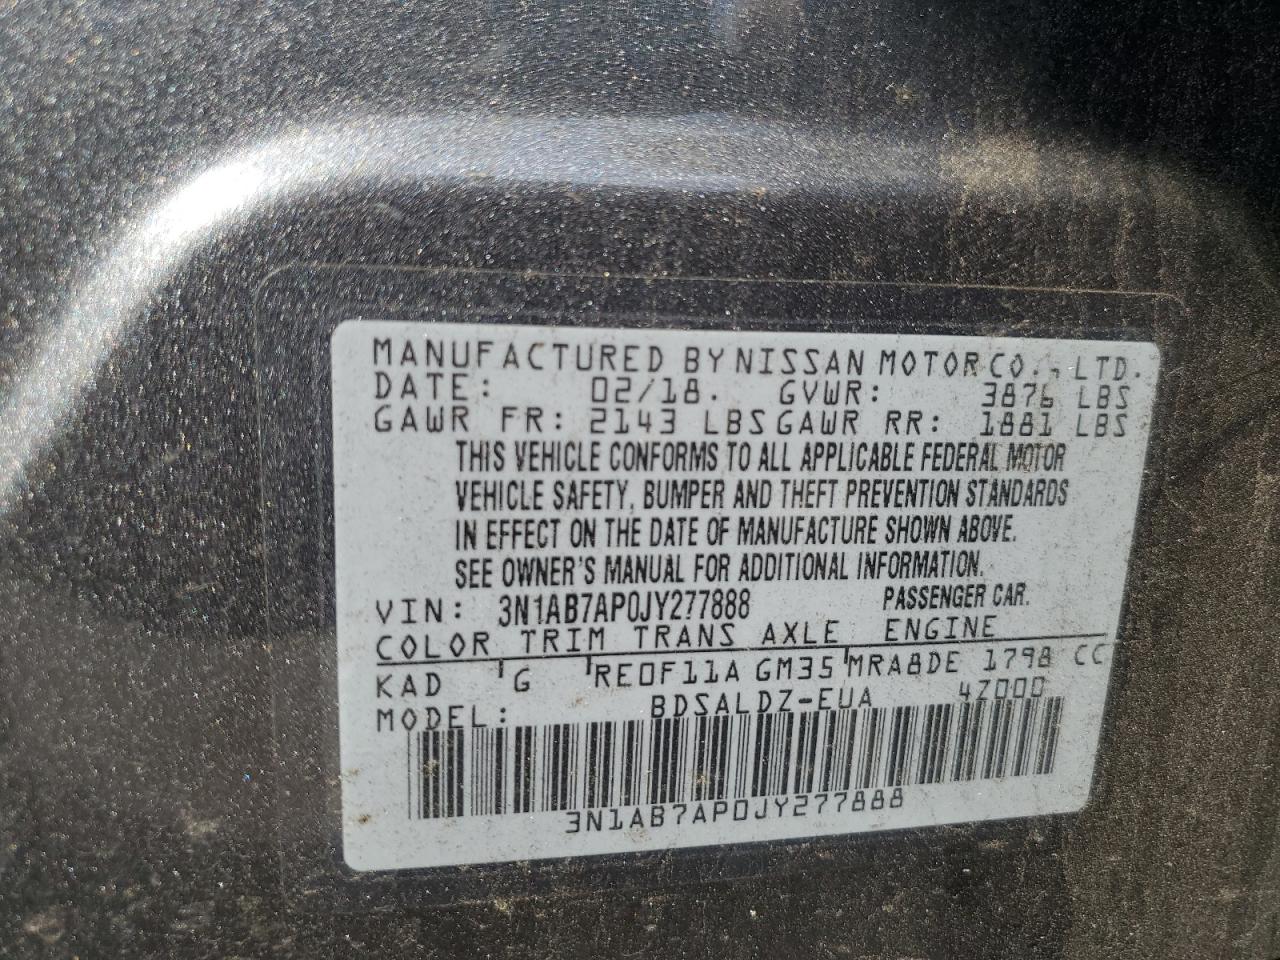 MANUFACTURED BY NISSAN MOTOR CO., LTD.
DATE: 02/18. GVWR: 3876 LBS
GAWR FR: 2143 LBS GAWR RR: 1881 LBS
THIS VEHICLE CONFORMS TO ALL APPLICABLE FEDERAL MOTOR
VEHICLE SAFETY, BUMPER AND THEFT PREVENTION STANDARDS
IN EFFECT ON THE DATE OF MANUFACTURE SHOWN ABOVE.
SEE OWNER'S MANUAL FOR ADDITIONAL INFORMATION.
VIN: 3N1AB7AP0JY277888 PASSENGER CAR.
COLOR TRIM TRANS AXLE ENGINE
KAD G RE0F11A GM35 MRA8DE 1798 CC
MODEL: BDSALDZ-EUA 4Z000
3N1AB7AP0JY277888